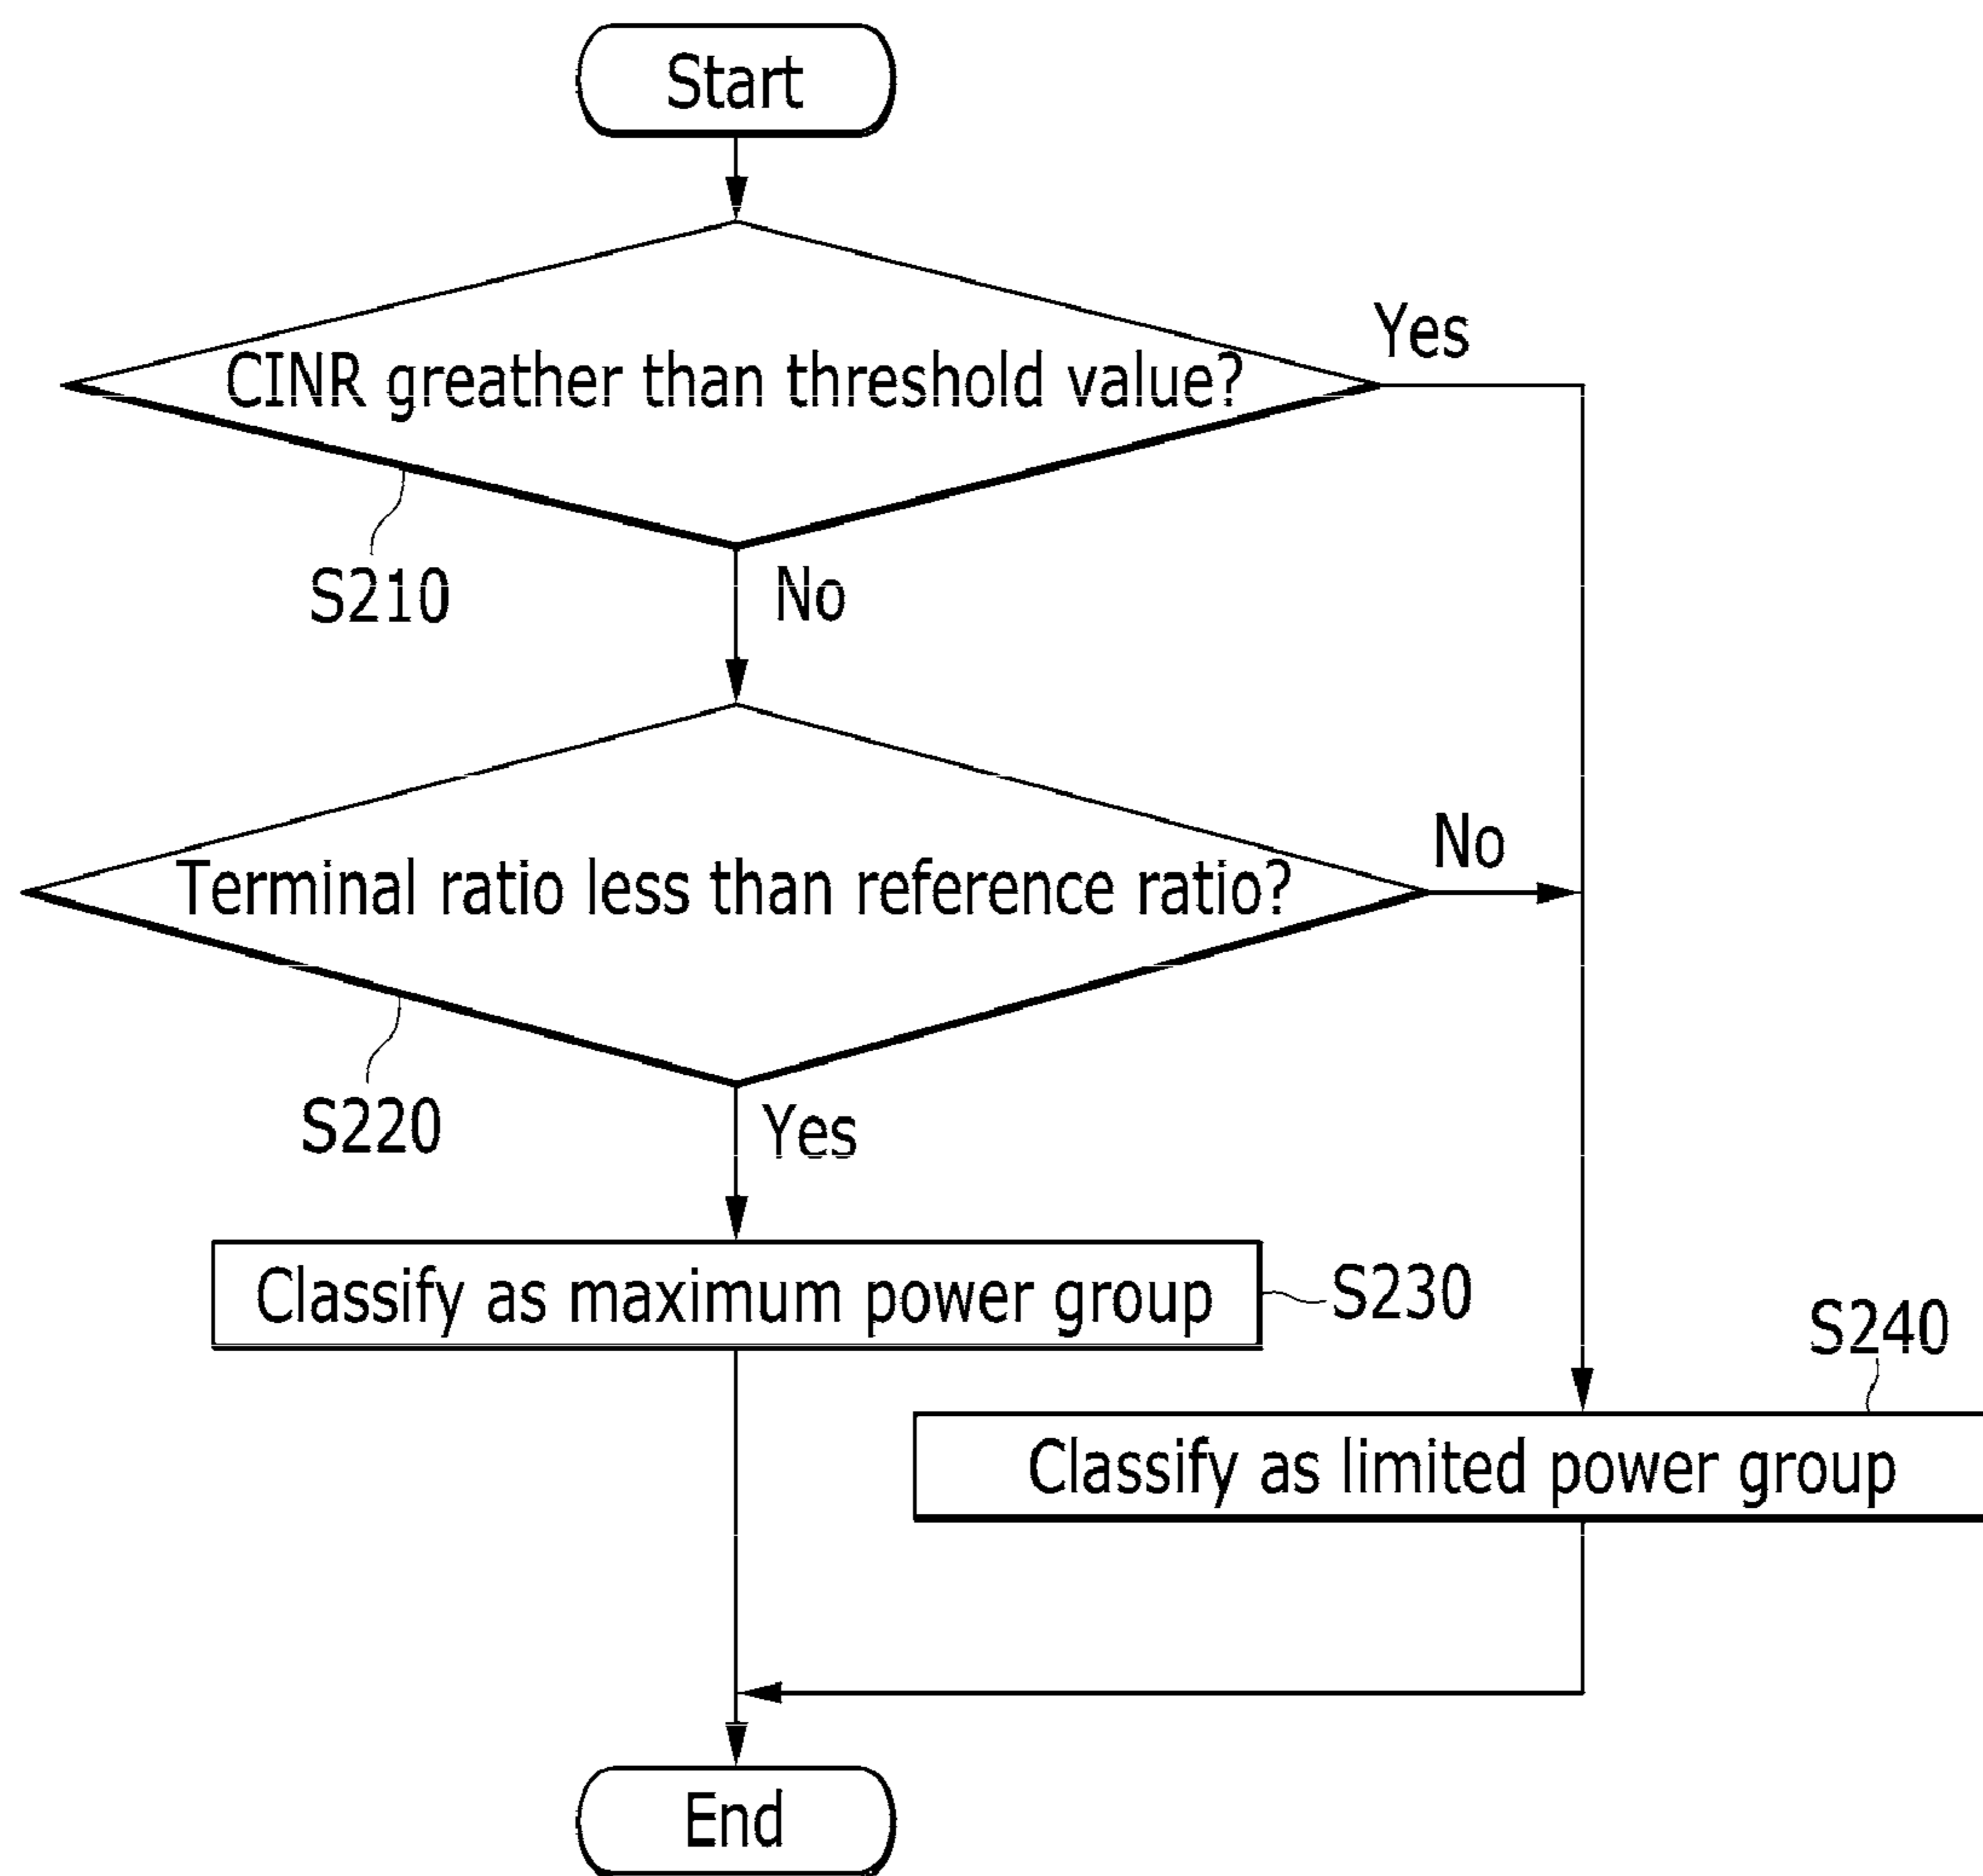 Start
CINR greather than threshold value?
Yes
S210
No
Terminal ratio less than reference ratio?
No
S220
Yes
Classify as maximum power group
S230
S240
Classify as limited power group
End